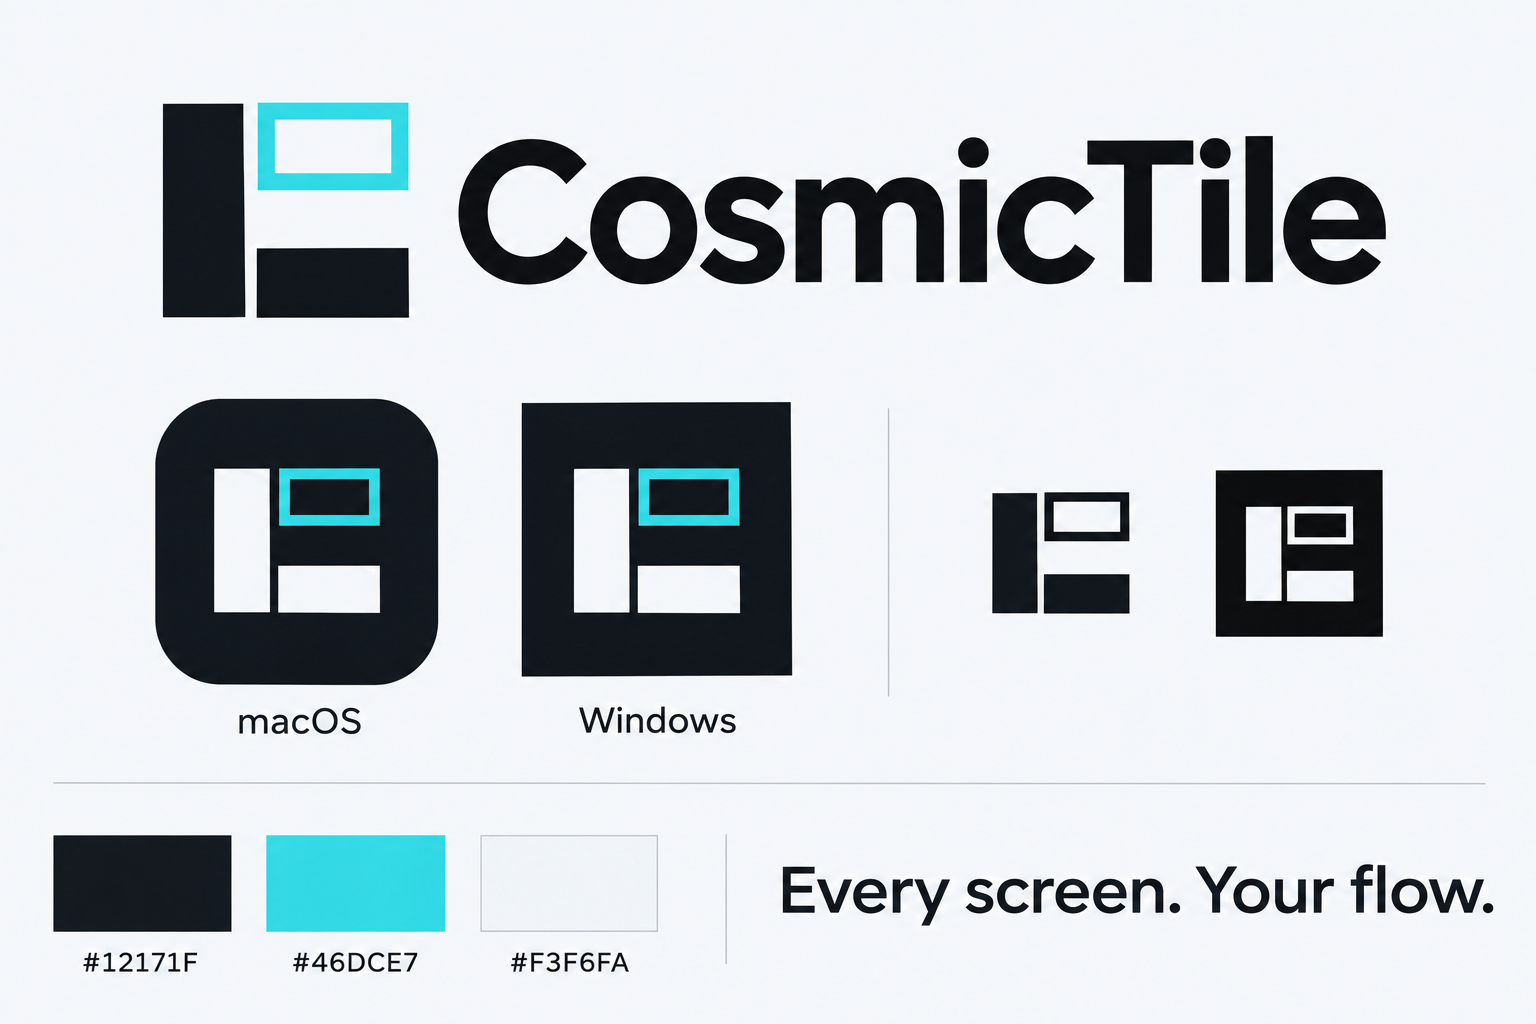 CosmicTile
macOS
Windows
#12171F
#46DCE7
#F3F6FA
Every screen. Your flow.